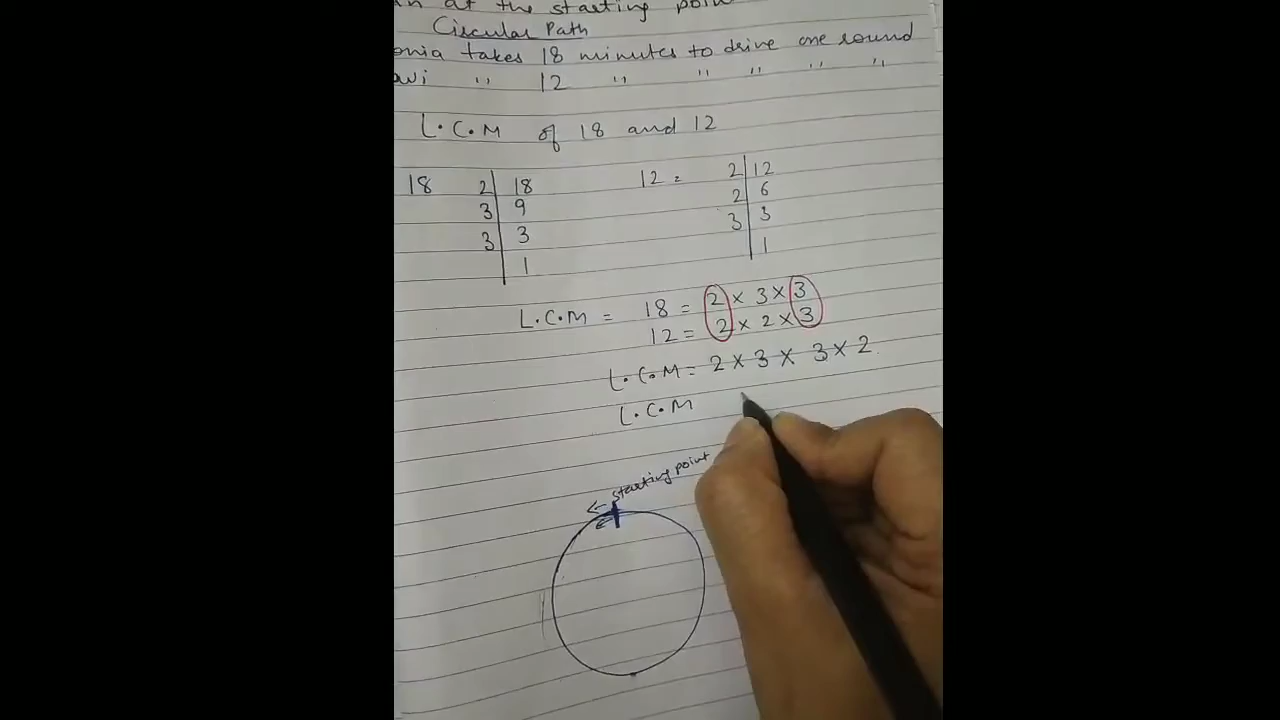 at the starting point
Circular Path
takes 18 minutes to drive one round
" 12 " " " " "
L.C.M of 18 and 12
18 2 18
3 9
3 3
1
12 = 2 12
2 6
3 3
1
L.C.M = 18 = 2 × 3 × 3
12 = 2 × 2 × 3
L.C.M = 2 × 3 × 3 × 2
L.C.M
starting point